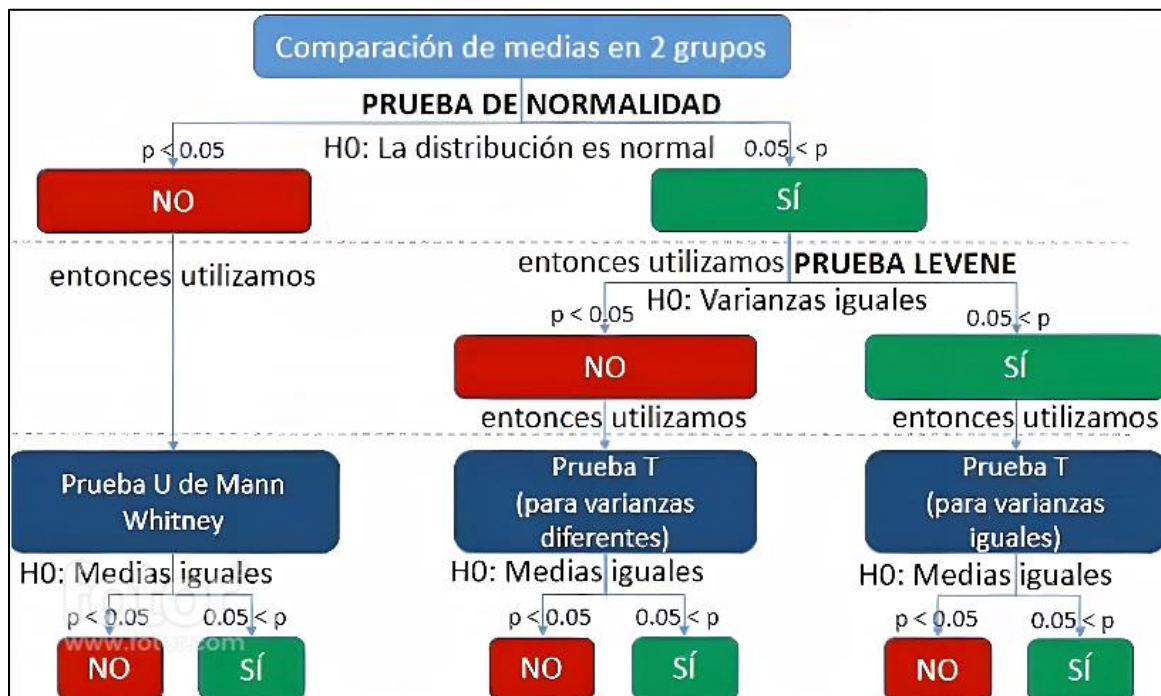 Comparación de medias en 2 grupos
PRUEBA DE NORMALIDAD
p < 0.05
H0: La distribución es normal
0.05 < p
NO
SÍ
entonces utilizamos
entonces utilizamos PRUEBA LEVENE
H0: Varianzas iguales
p < 0.05
0.05 < p
NO
SÍ
entonces utilizamos
entonces utilizamos
Prueba U de Mann
Whitney
Prueba T
(para varianzas
diferentes)
Prueba T
(para varianzas
iguales)
H0: Medias iguales
H0: Medias iguales
H0: Medias iguales
fotor
www.fotor.com
p < 0.05
0.05 < p
p < 0.05
0.05 < p
p < 0.05
0.05 < p
NO
SÍ
NO
SÍ
NO
SÍ